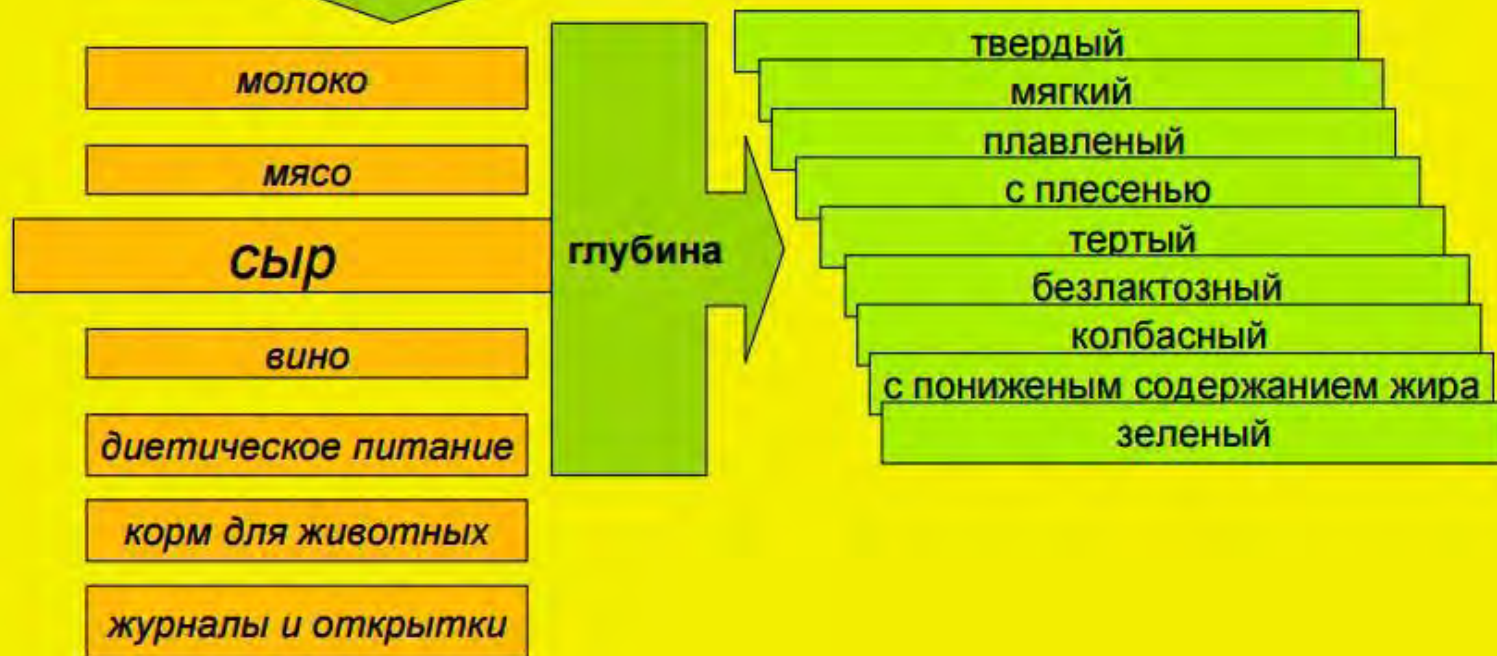 молоко
мясо
сыр
вино
диетическое питание
корм для животных
журналы и открытки
глубина
твердый
мягкий
плавленый
с плесенью
тертый
безлактозный
колбасный
с пониженым содержанием жира
зеленый